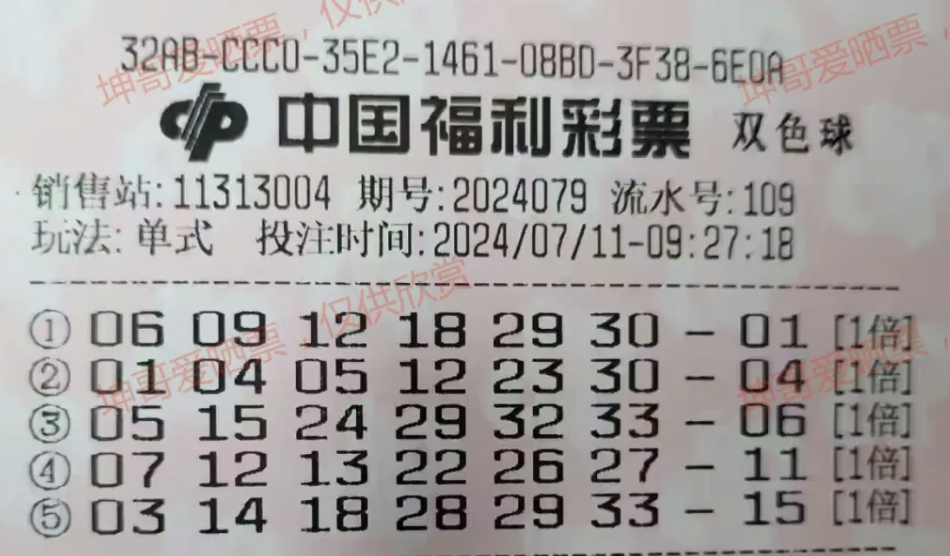 32AB-CCC0-35E2-1461-08BD-3F38-6E0A
中国福利彩票 双色球
销售站:11313004 期号:2024079 流水号:109
玩法:单式 投注时间:2024/07/11-09:27:18
① 06 09 12 18 29 30 - 01 [1倍]
② 01 04 05 12 23 30 - 04 [1倍]
③ 05 15 24 29 32 33 - 06 [1倍]
④ 07 12 13 22 26 27 - 11 [1倍]
⑤ 03 14 18 28 29 33 - 15 [1倍]
坤哥爱晒票,仅供欣赏
坤哥爱晒票,
坤哥爱晒票,仅供欣赏
坤哥爱晒票,